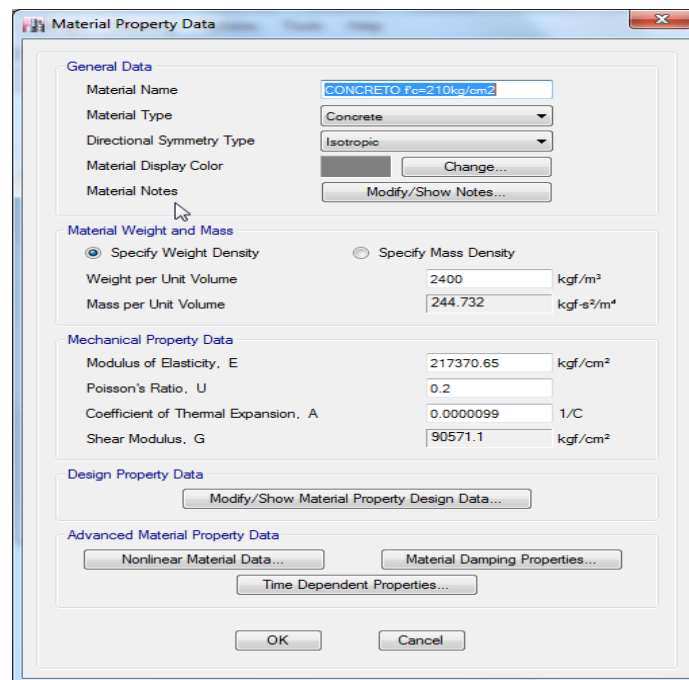 Material Property Data
General Data
Material Name CONCRETO f'c=210kg/cm2
Material Type Concrete
Directional Symmetry Type Isotropic
Material Display Color Change...
Material Notes Modify/Show Notes...
Material Weight and Mass
Specify Weight Density Specify Mass Density
Weight per Unit Volume 2400 kgf/m³
Mass per Unit Volume 244.732 kgf-s²/m⁴
Mechanical Property Data
Modulus of Elasticity, E 217370.65 kgf/cm²
Poisson's Ratio, U 0.2
Coefficient of Thermal Expansion, A 0.0000099 1/C
Shear Modulus, G 90571.1 kgf/cm²
Design Property Data
Modify/Show Material Property Design Data...
Advanced Material Property Data
Nonlinear Material Data... Material Damping Properties...
Time Dependent Properties...
OK Cancel